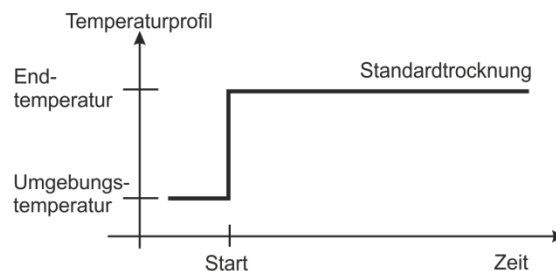 Temperaturprofil
End-
temperatur
Standardtrocknung
Umgebungs-
temperatur
Start
Zeit